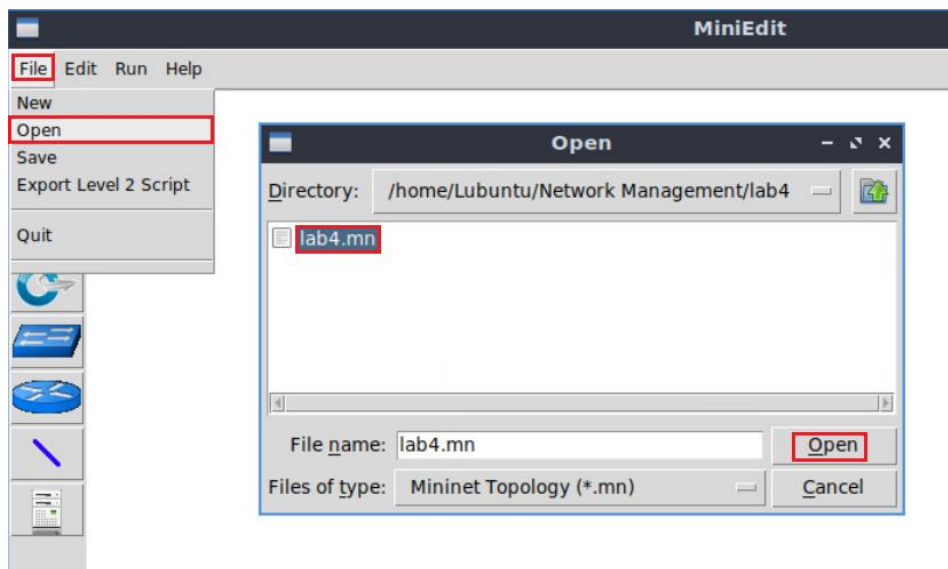 MiniEdit
File Edit Run Help
New
Open
Save
Export Level 2 Script
Quit
Open
Directory: /home/Lubuntu/Network Management/lab4
lab4.mn
File name: lab4.mn
Open
Files of type: Mininet Topology (*.mn)
Cancel